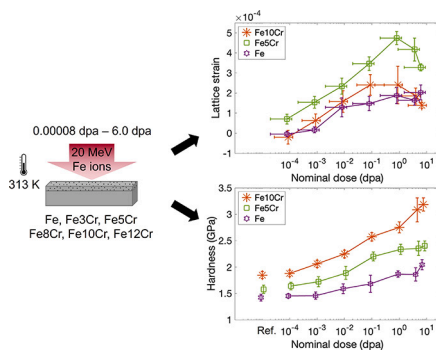 0.00008 dpa – 6.0 dpa
20 MeV
Fe ions
313 K
Fe, Fe3Cr, Fe5Cr
Fe8Cr, Fe10Cr, Fe12Cr
×10⁻⁴
Lattice strain
5
4
3
2
1
0
-1
Fe10Cr
Fe5Cr
Fe
10⁻⁴ 10⁻³ 10⁻² 10⁻¹ 10⁰ 10¹
Nominal dose (dpa)
Hardness (GPa)
3.5
3
2.5
2
1.5
1
Fe10Cr
Fe5Cr
Fe
Ref. 10⁻⁴ 10⁻³ 10⁻² 10⁻¹ 10⁰ 10¹
Nominal dose (dpa)